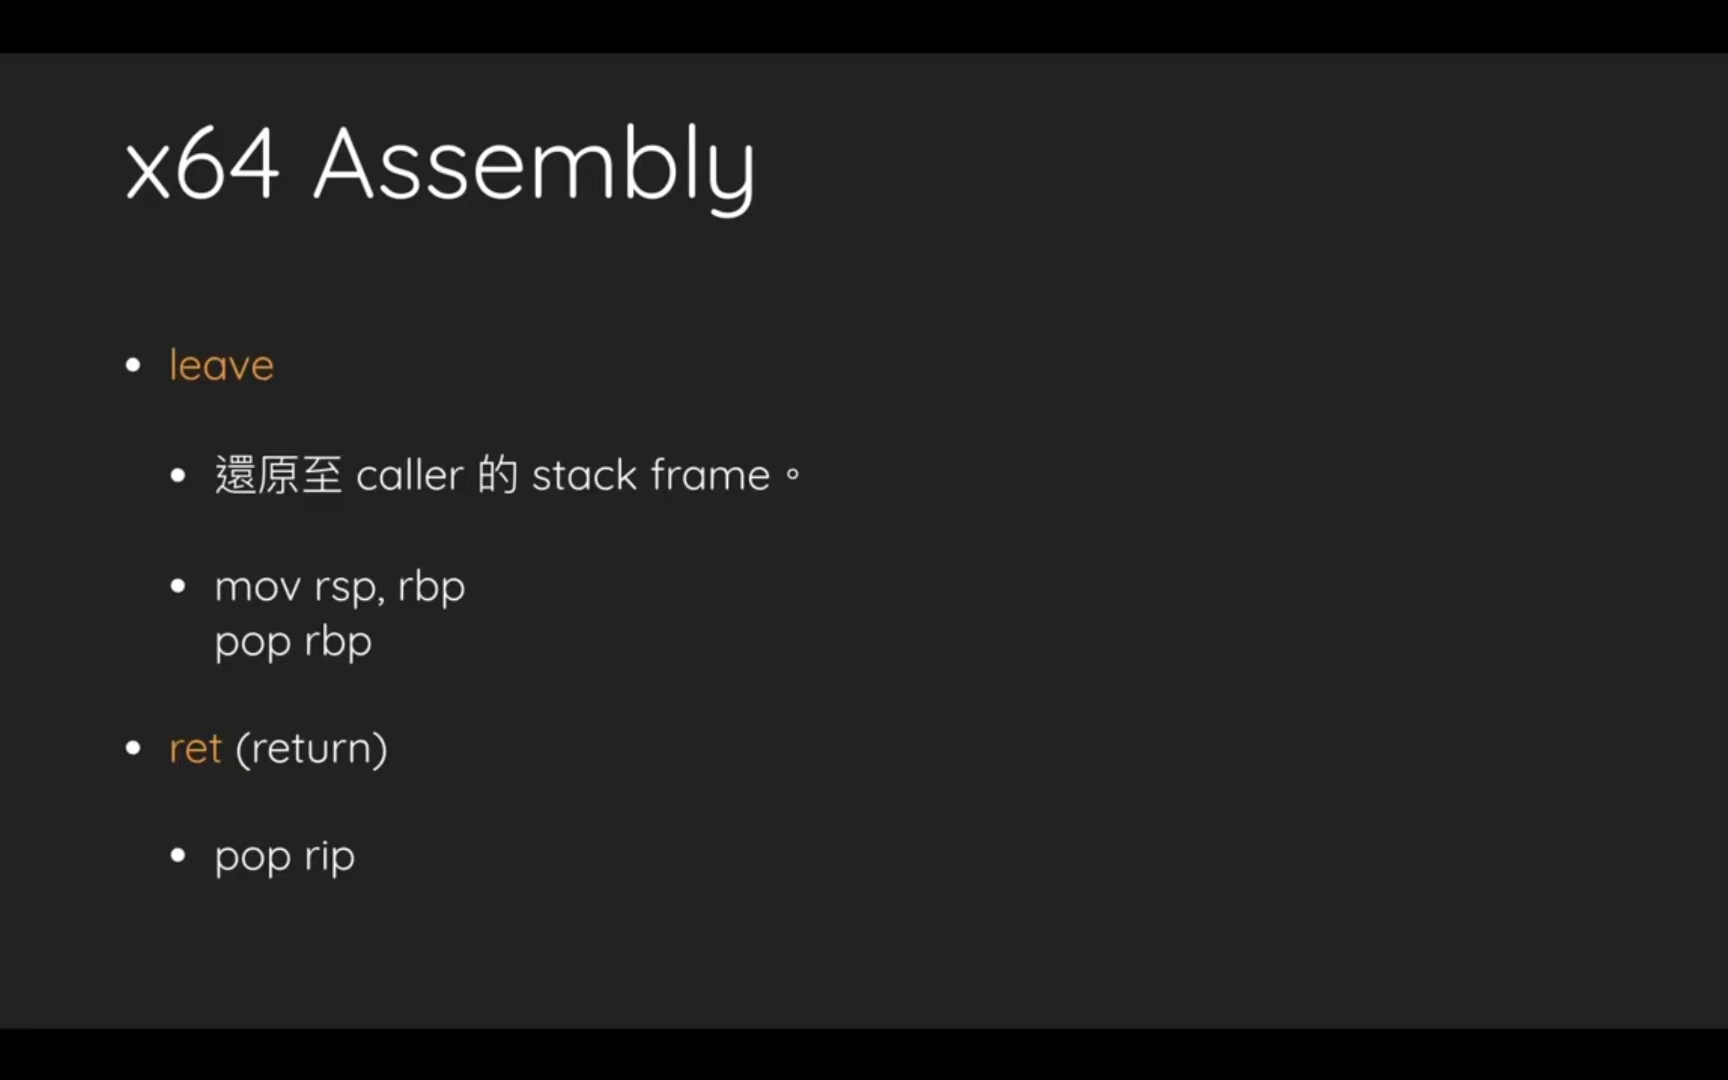 x64 Assembly
• leave
• 還原至 caller 的 stack frame。
• mov rsp, rbp
pop rbp
• ret (return)
• pop rip